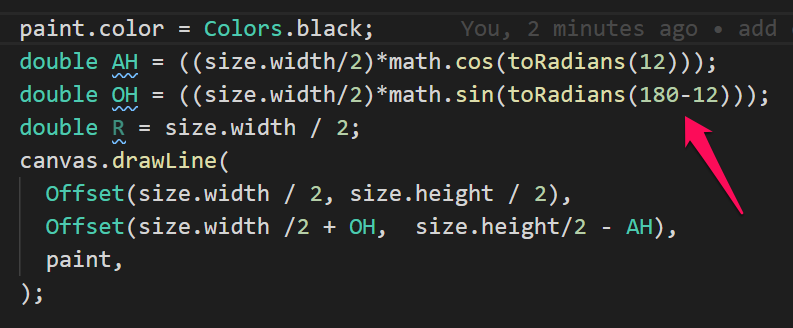 paint.color = Colors.black; You, 2 minutes ago • add
double AH = ((size.width/2)*math.cos(toRadians(12)));
double OH = ((size.width/2)*math.sin(toRadians(180-12)));
double R = size.width / 2;
canvas.drawLine(
Offset(size.width / 2, size.height / 2),
Offset(size.width /2 + OH,  size.height/2 - AH),
paint,
);